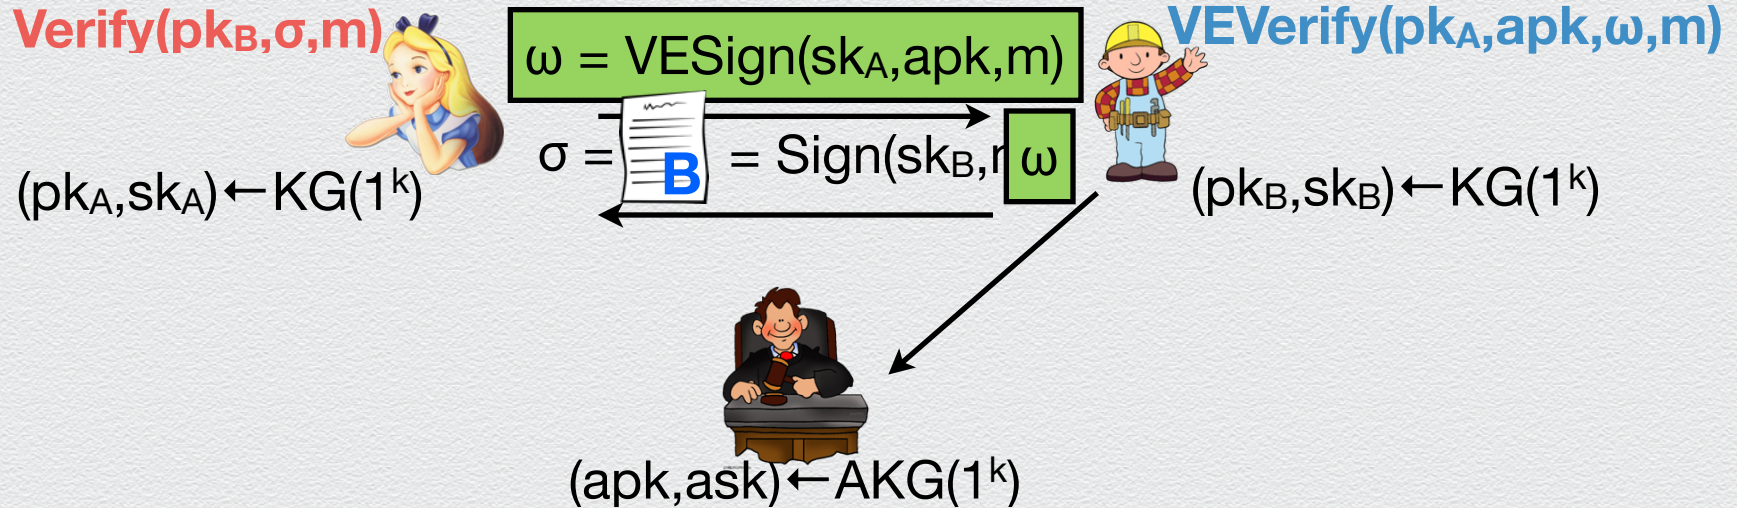 Verify(pkB,σ,m)
ω = VESign(skA,apk,m)
VEVerify(pkA,apk,ω,m)
σ = B = Sign(skB, ω
(pkA,skA)←KG(1k)
(pkB,skB)←KG(1k)
(apk,ask)←AKG(1k)